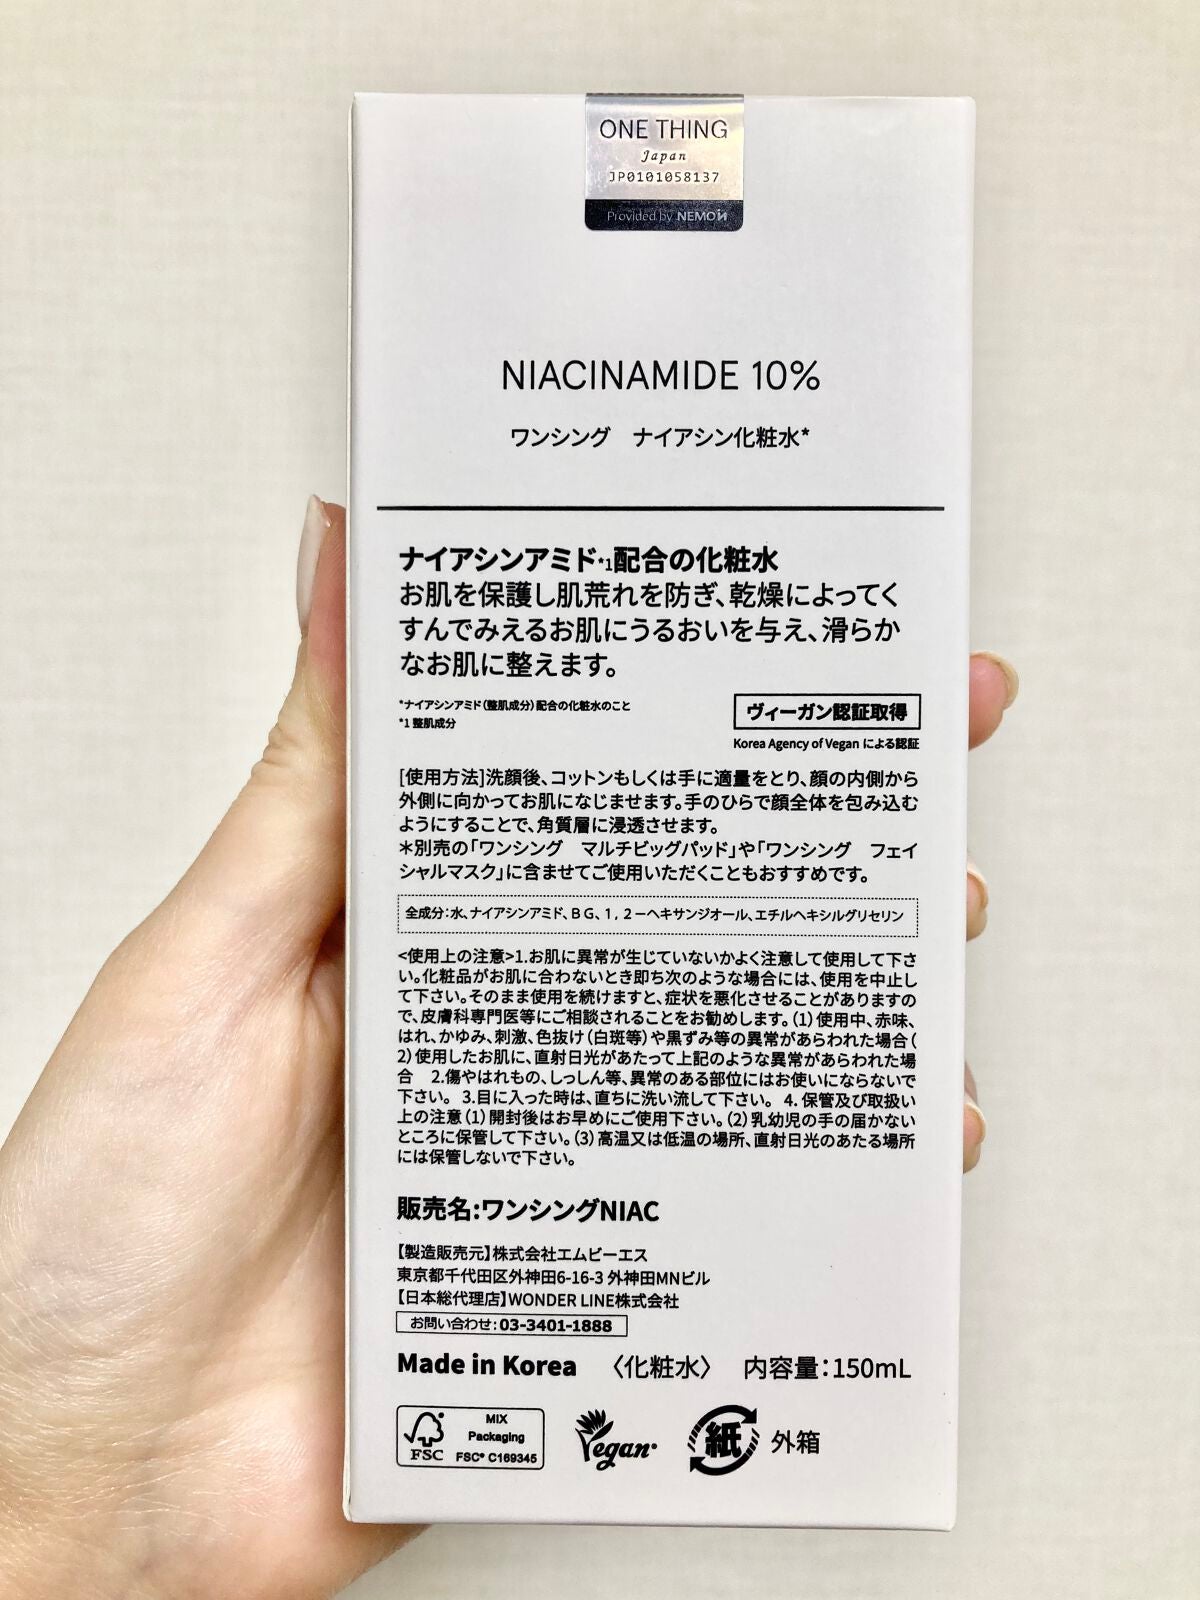 ONE THING
Japan
JP0101058137
Provided by NEMO'N
NIACINAMIDE 10%
ワンシング　ナイアシン化粧水*
ナイアシンアミド*1配合の化粧水
お肌を保護し肌荒れを防ぎ、乾燥によってく
すんでみえるお肌にうるおいを与え、滑らか
なお肌に整えます。
*ナイアシンアミド(整肌成分)配合の化粧水のこと
*1 整肌成分
ヴィーガン認証取得
Korea Agency of Vegan による認証
[使用方法]洗顔後、コットンもしくは手に適量をとり、顔の内側から
外側に向かってお肌になじませます。手のひらで顔全体を包み込む
ようにすることで、角質層に浸透させます。
＊別売の「ワンシング　マルチビッグパッド」や「ワンシング　フェイ
シャルマスク」に含ませてご使用いただくこともおすすめです。
全成分：水、ナイアシンアミド、ＢＧ、１，２－ヘキサンジオール、エチルヘキシルグリセリン
<使用上の注意>1.お肌に異常が生じていないかよく注意して使用して下さ
い。化粧品がお肌に合わないとき即ち次のような場合には、使用を中止し
て下さい。そのまま使用を続けますと、症状を悪化させることがありますの
で、皮膚科専門医等にご相談されることをお勧めします。(1)使用中、赤味、
はれ、かゆみ、刺激、色抜け(白斑等)や黒ずみ等の異常があらわれた場合(
2)使用したお肌に、直射日光があたって上記のような異常があらわれた場
合　2.傷やはれもの、しっしん等、異常のある部位にはお使いにならないで
下さい。 3.目に入った時は、直ちに洗い流して下さい。 4. 保管及び取扱い
上の注意(1)開封後はお早めにご使用下さい。(2)乳幼児の手の届かない
ところに保管して下さい。(3)高温又は低温の場所、直射日光のあたる場所
には保管しないで下さい。
販売名:ワンシングNIAC
【製造販売元】株式会社エムビーエス
東京都千代田区外神田6-16-3 外神田MNビル
【日本総代理店】WONDER LINE株式会社
お問い合わせ：03-3401-1888
Made in Korea　〈化粧水〉　内容量：150mL
FSC
MIX
Packaging
FSC® C169345
Vegan
紙 外箱